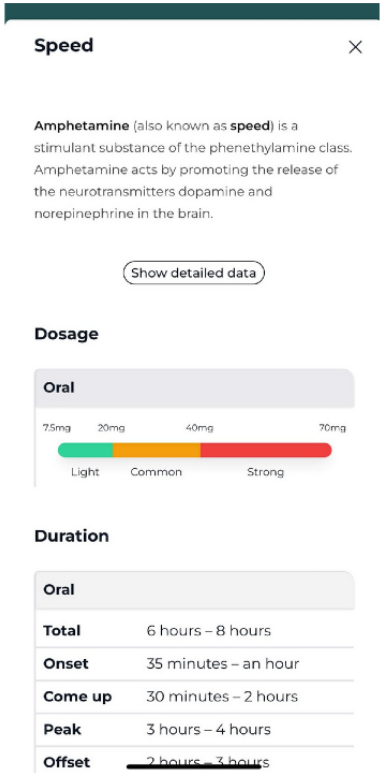 Speed
Amphetamine (also known as speed) is a
stimulant substance of the phenethylamine class.
Amphetamine acts by promoting the release of
the neurotransmitters dopamine and
norepinephrine in the brain.
Show detailed data
Dosage
Oral
7.5mg 20mg 40mg 70mg
Light Common Strong
Duration
Oral
Total 6 hours – 8 hours
Onset 35 minutes – an hour
Come up 30 minutes – 2 hours
Peak 3 hours – 4 hours
Offset 2 hours – 3 hours